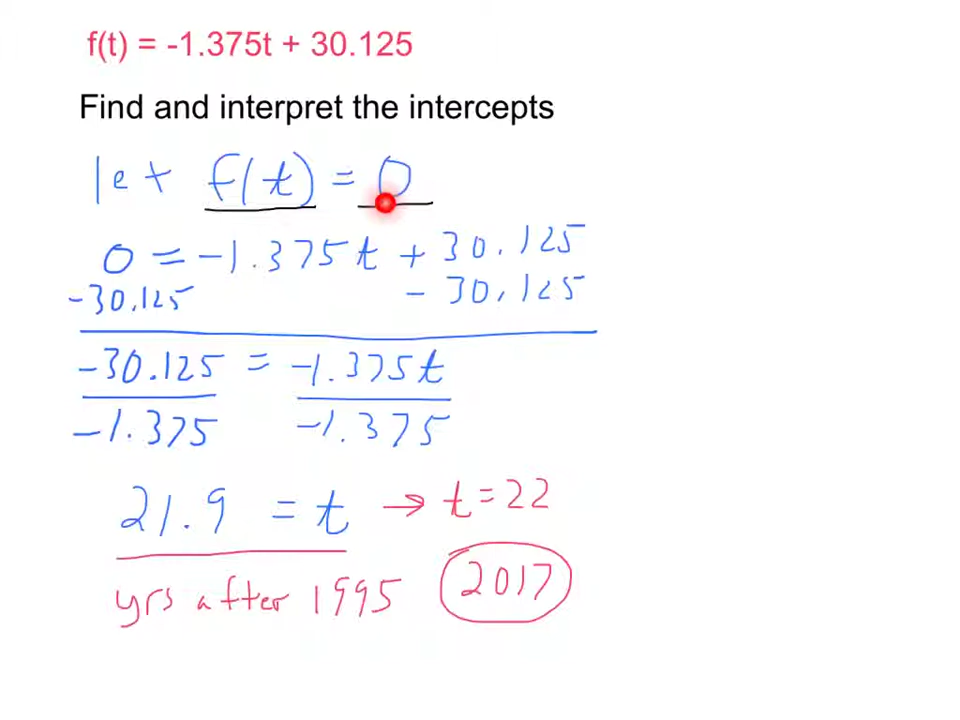 f(t) = -1.375t + 30.125
Find and interpret the intercepts
let f(t) = 0
0 = -1.375t + 30.125
-30.125 - 30.125
-30.125 = -1.375t
-1.375 -1.375
21.9 = t → t = 22
yrs after 1995 2017